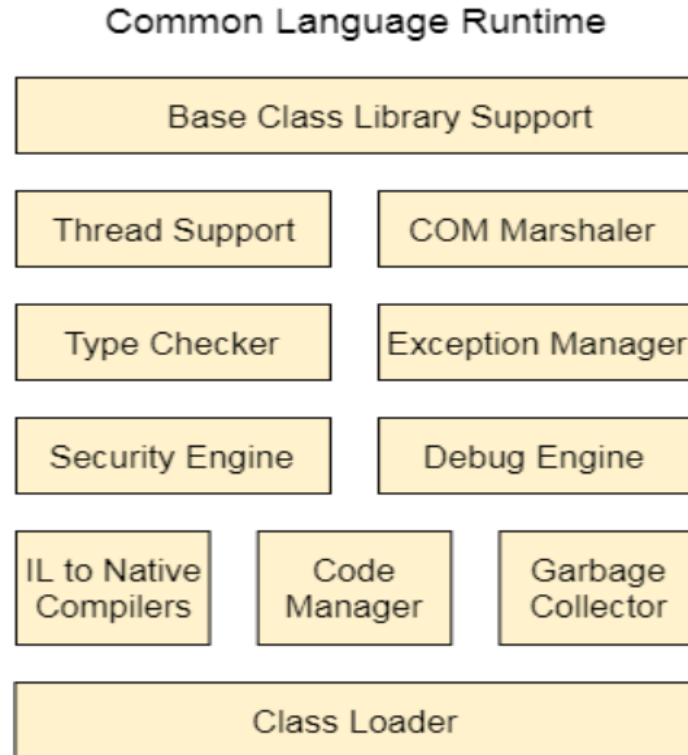 Common Language Runtime
Base Class Library Support
Thread Support
COM Marshaler
Type Checker
Exception Manager
Security Engine
Debug Engine
IL to Native
Compilers
Code
Manager
Garbage
Collector
Class Loader